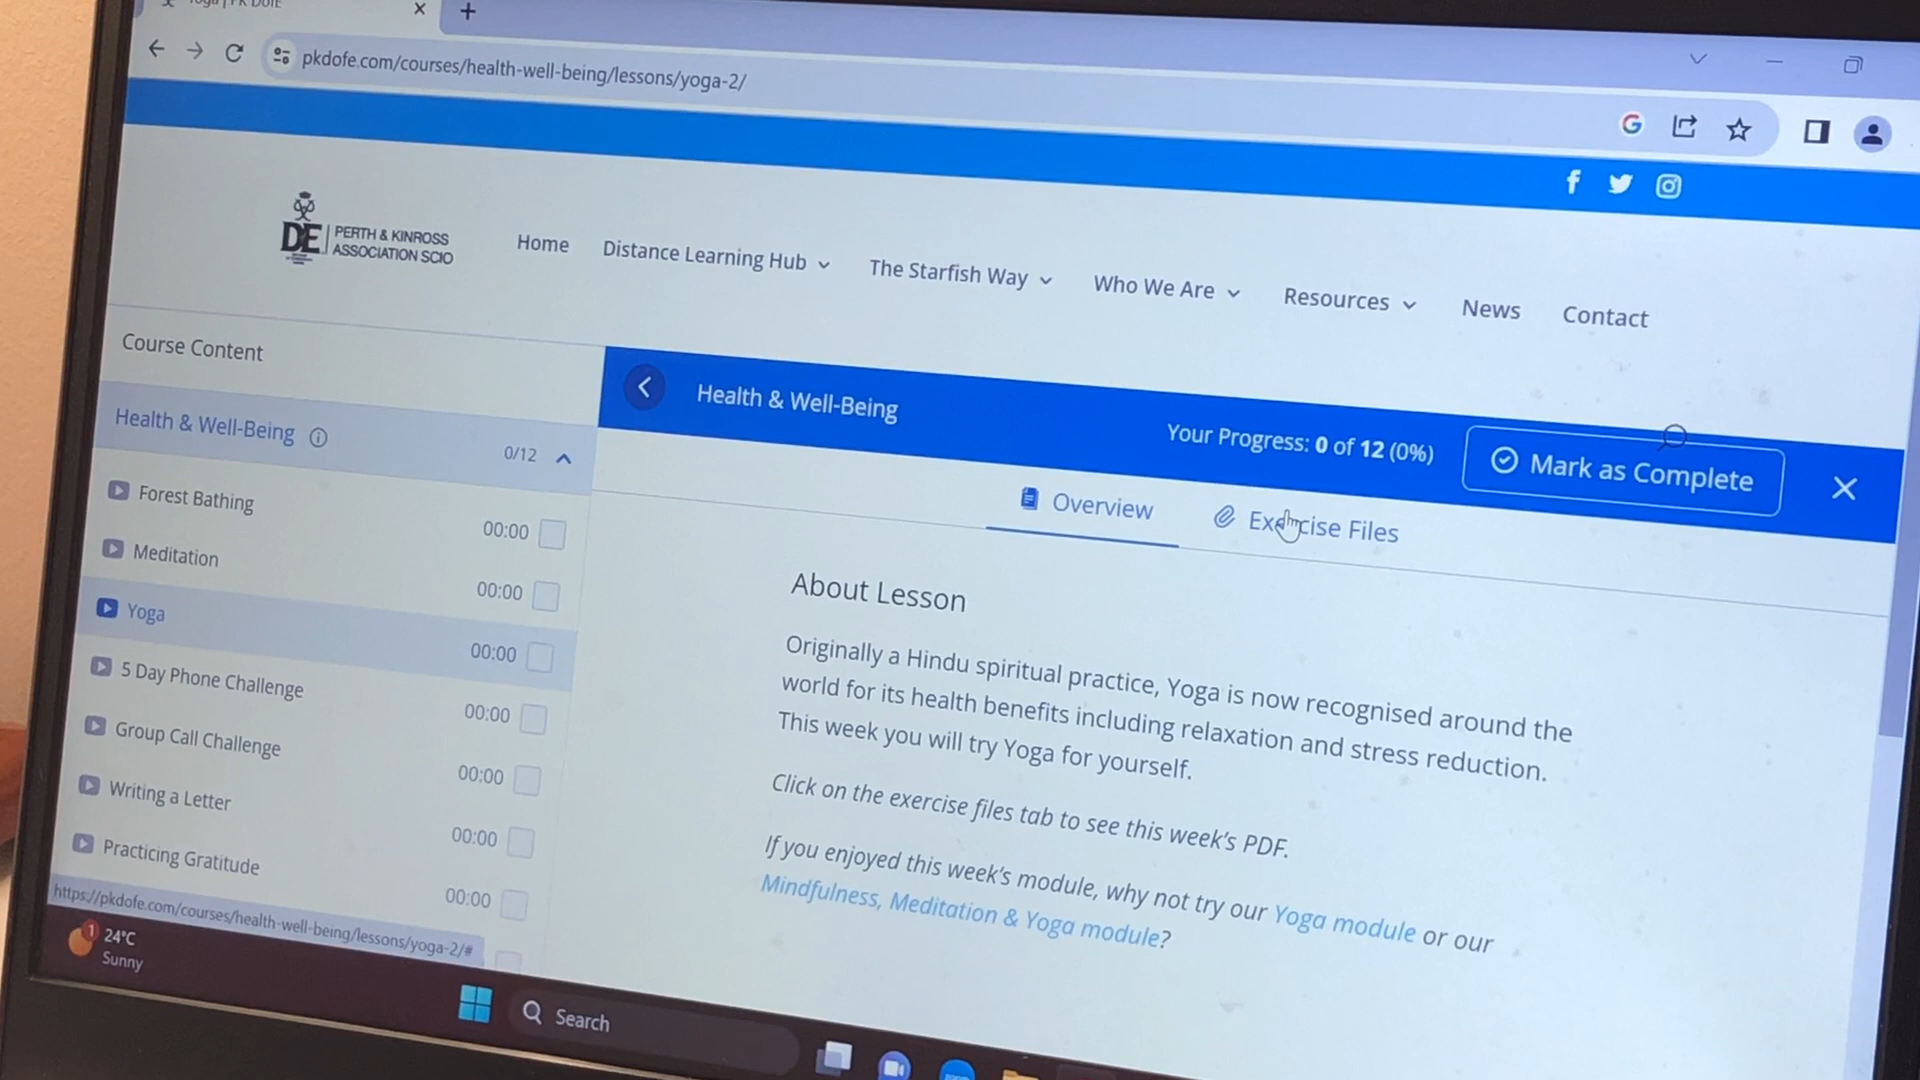 Yoga | PK DofE
pkdofe.com/courses/health-well-being/lessons/yoga-2/
DE PERTH & KINROSS
ASSOCIATION SCIO
Home Distance Learning Hub The Starfish Way Who We Are Resources News Contact
Course Content
Health & Well-Being 0/12
Forest Bathing 00:00
Meditation 00:00
Yoga 00:00
5 Day Phone Challenge 00:00
Group Call Challenge 00:00
Writing a Letter 00:00
Practicing Gratitude 00:00
Health & Well-Being Your Progress: 0 of 12 (0%) Mark as Complete
Overview Exercise Files
About Lesson
Originally a Hindu spiritual practice, Yoga is now recognised around the
world for its health benefits including relaxation and stress reduction.
This week you will try Yoga for yourself.
Click on the exercise files tab to see this week's PDF.
If you enjoyed this week's module, why not try our Yoga module or our
Mindfulness, Meditation & Yoga module?
https://pkdofe.com/courses/health-well-being/lessons/yoga-2/#
1
24°C
Sunny
Search
zoom